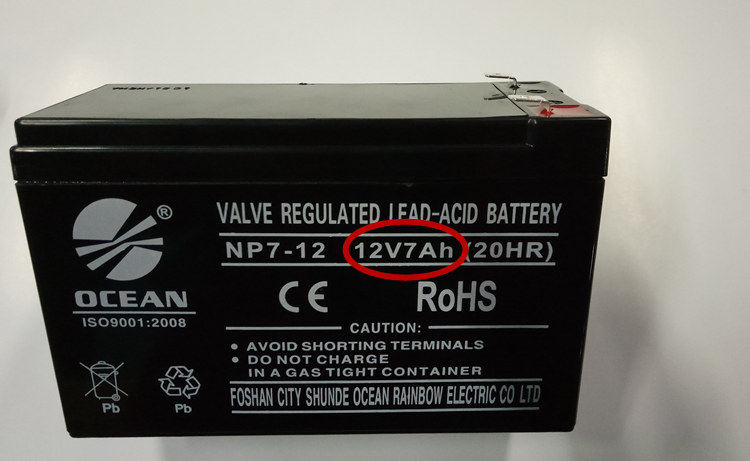 VALVE REGULATED LEAD-ACID BATTERY
NP7-12 12V7Ah (20HR)
®
OCEAN
ISO9001:2008
CE RoHS
CAUTION:
• AVOID SHORTING TERMINALS
• DO NOT CHARGE
IN A GAS TIGHT CONTAINER
Pb Pb
FOSHAN CITY SHUNDE OCEAN RAINBOW ELECTRIC CO LTD